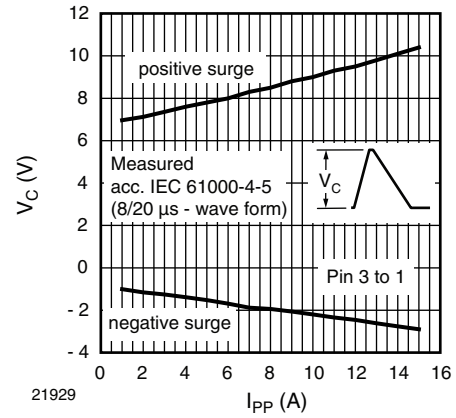 12
10
8
6
4
2
0
- 2
- 4
V_C (V)
positive surge
Measured
acc. IEC 61000-4-5
(8/20 µs - wave form)
V_C
Pin 3 to 1
negative surge
0 2 4 6 8 10 12 14 16
21929
I_PP (A)